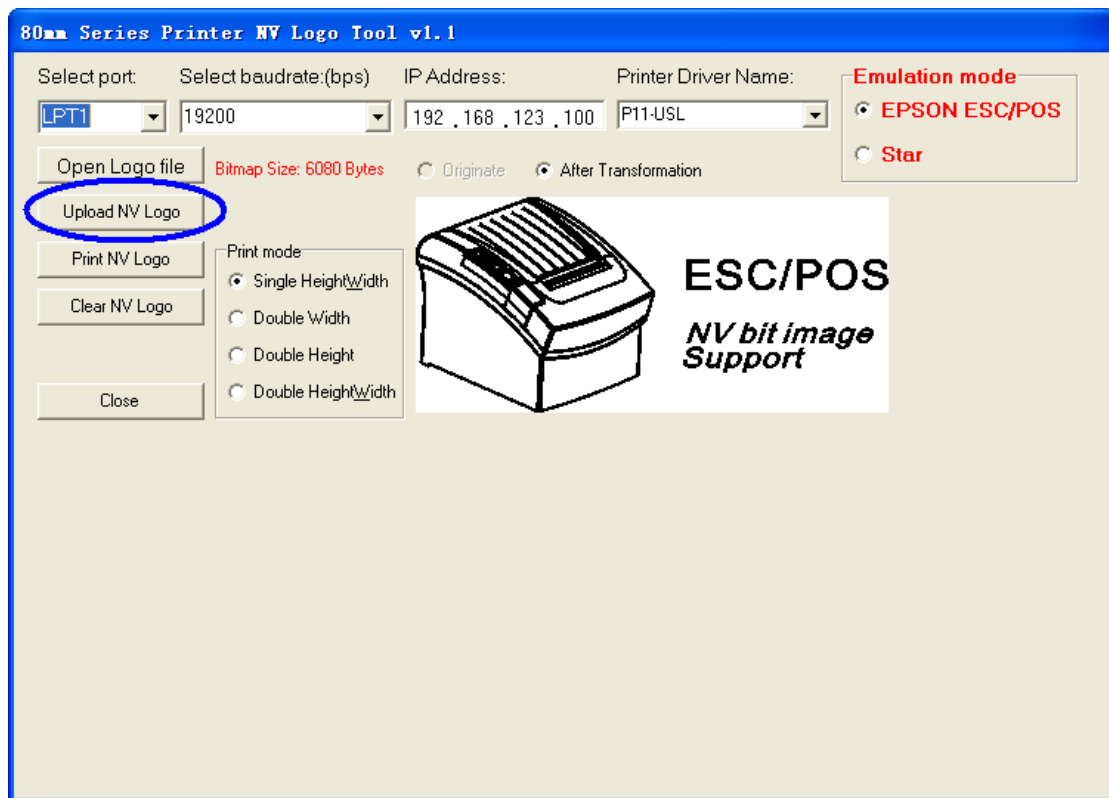 80mm Series Printer NV Logo Tool v1.1
Select port: Select baudrate:(bps) IP Address: Printer Driver Name: Emulation mode
LPT1 19200 192 . 168 . 123 . 100 P11-USL EPSON ESC/POS
Star
Open Logo file Bitmap Size: 6080 Bytes Originate After Transformation
Upload NV Logo
Print NV Logo
Clear NV Logo
Close
Print mode
Single HeightWidth
Double Width
Double Height
Double HeightWidth
ESC/POS
NV bit image
Support